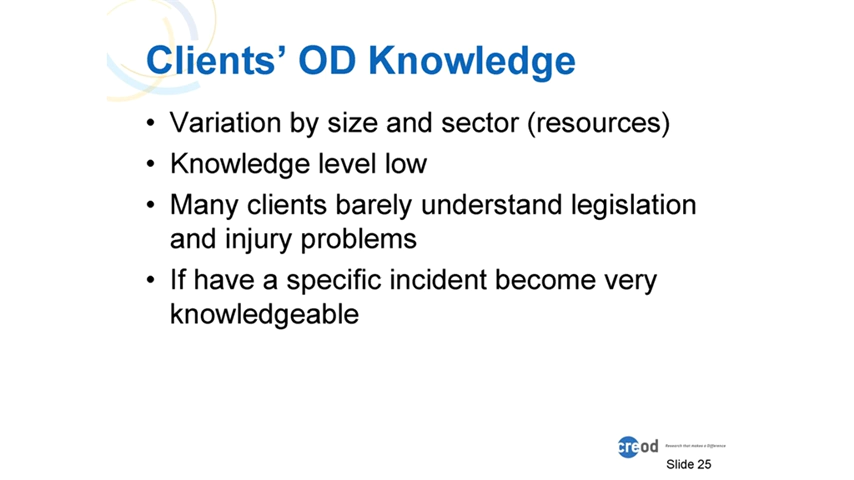 Clients’ OD Knowledge
• Variation by size and sector (resources)
• Knowledge level low
• Many clients barely understand legislation
and injury problems
• If have a specific incident become very
knowledgeable
creod
Research that makes a difference
Slide 25